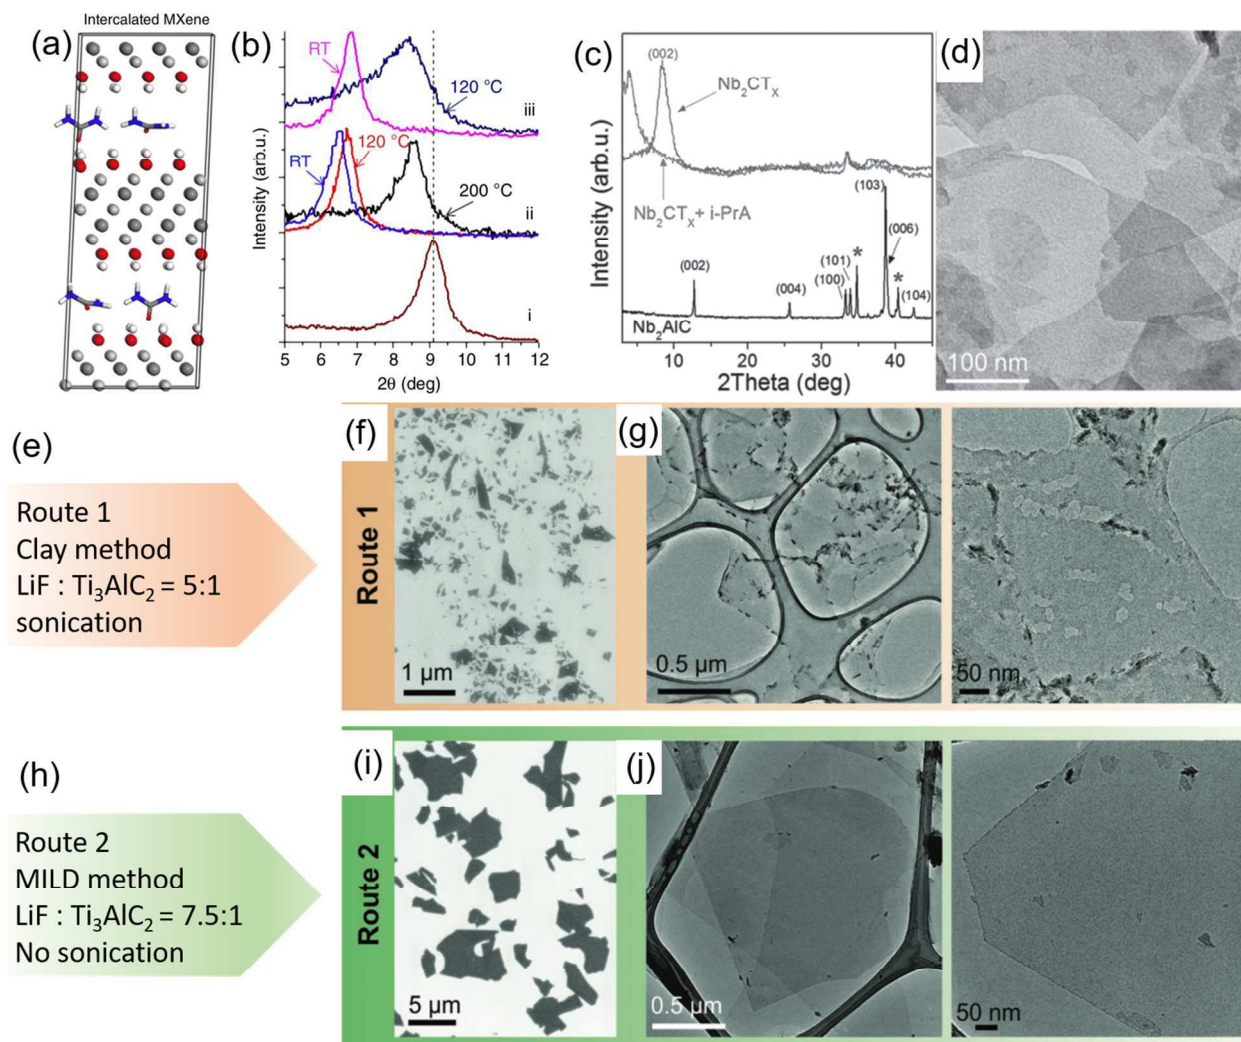 Intercalated MXene
(a)
(b)
RT
120 °C
iii
RT
120 °C
200 °C
ii
i
Intensity (arb.u.)
5 6 7 8 9 10 11 12
2θ (deg)
(c)
(002)
Nb₂CTₓ
Nb₂CTₓ+ i-PrA
(103)
(002)
(004)
(101)
(100)
*
(006)
*
(104)
Nb₂AlC
Intensity (arb.u.)
13 23 33 43
2Theta (deg)
(d)
100 nm
(e)
Route 1
Clay method
LiF : Ti₃AlC₂ = 5:1
sonication
(f)
Route 1
1 µm
(g)
0.5 µm
50 nm
(h)
Route 2
MILD method
LiF : Ti₃AlC₂ = 7.5:1
No sonication
(i)
Route 2
5 µm
(j)
0.5 µm
50 nm